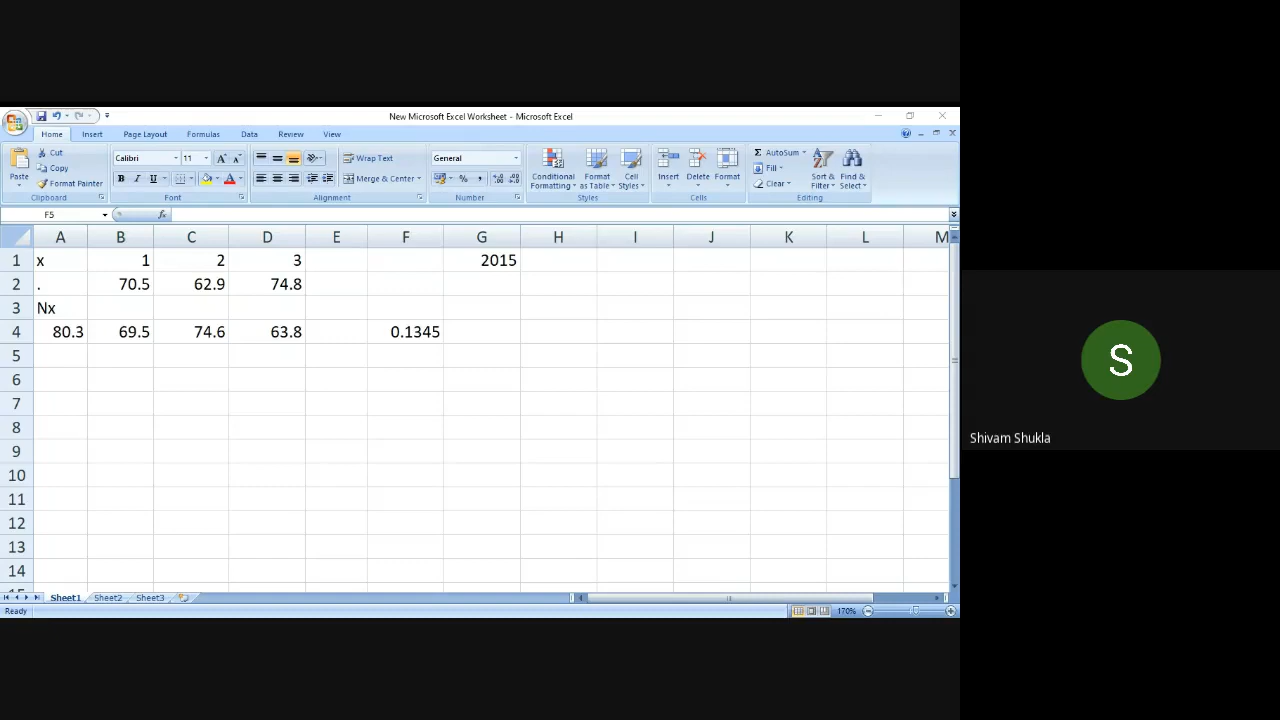 New Microsoft Excel Worksheet - Microsoft Excel
Home Insert Page Layout Formulas Data Review View
Cut
Copy
Format Painter
Paste
Clipboard
Calibri 11
B I U
Font
Wrap Text
Merge & Center
Alignment
General
Number
Conditional Formatting
Format as Table
Cell Styles
Styles
Insert Delete Format
Cells
AutoSum
Fill
Clear
Sort & Filter
Find & Select
Editing
F5 fx
A B C D E F G H I J K L M
1 x 1 2 3 2015
2 . 70.5 62.9 74.8
3 Nx
4 80.3 69.5 74.6 63.8 0.1345
5
6
7
8
9
10
11
12
13
14
15
Sheet1 Sheet2 Sheet3
Ready 170%
S
Shivam Shukla